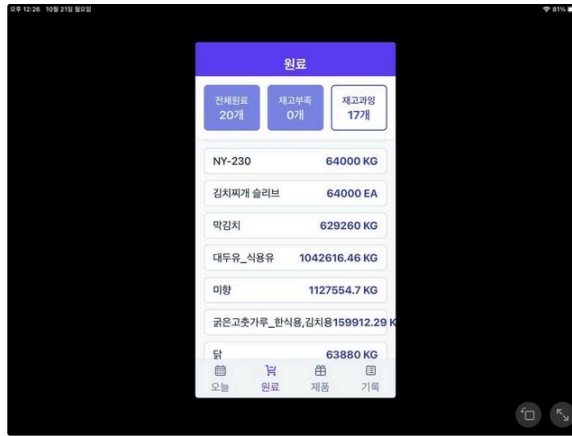 오후 12:26 10월 21일 월요일 81%
원료
전체원료 재고부족 재고과잉
20개 0개 17개
NY-230 64000 KG
김치찌개 슬리브 64000 EA
막김치 629260 KG
대두유_식용유 1042616.46 KG
미향 1127554.7 KG
굵은고춧가루_한식용,김치용159912.29 K
닭 63880 KG
오늘 원료 제품 기록